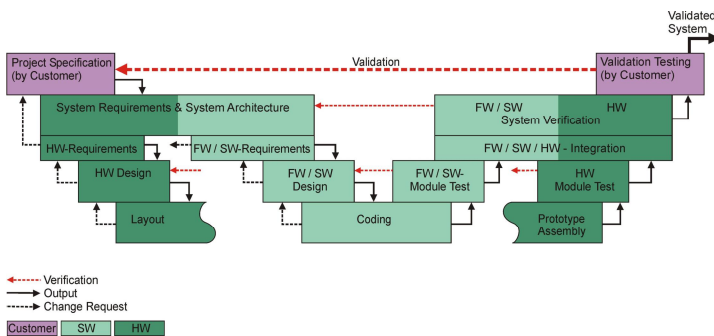 Validated
System
Project Specification
(by Customer)
Validation
Validation Testing
(by Customer)
System Requirements & System Architecture
FW / SW
HW
System Verification
HW-Requirements
FW / SW-Requirements
FW / SW / HW - Integration
HW Design
FW / SW
Design
FW / SW-
Module Test
HW
Module Test
Layout
Coding
Prototype
Assembly
Verification
Output
Change Request
Customer
SW
HW